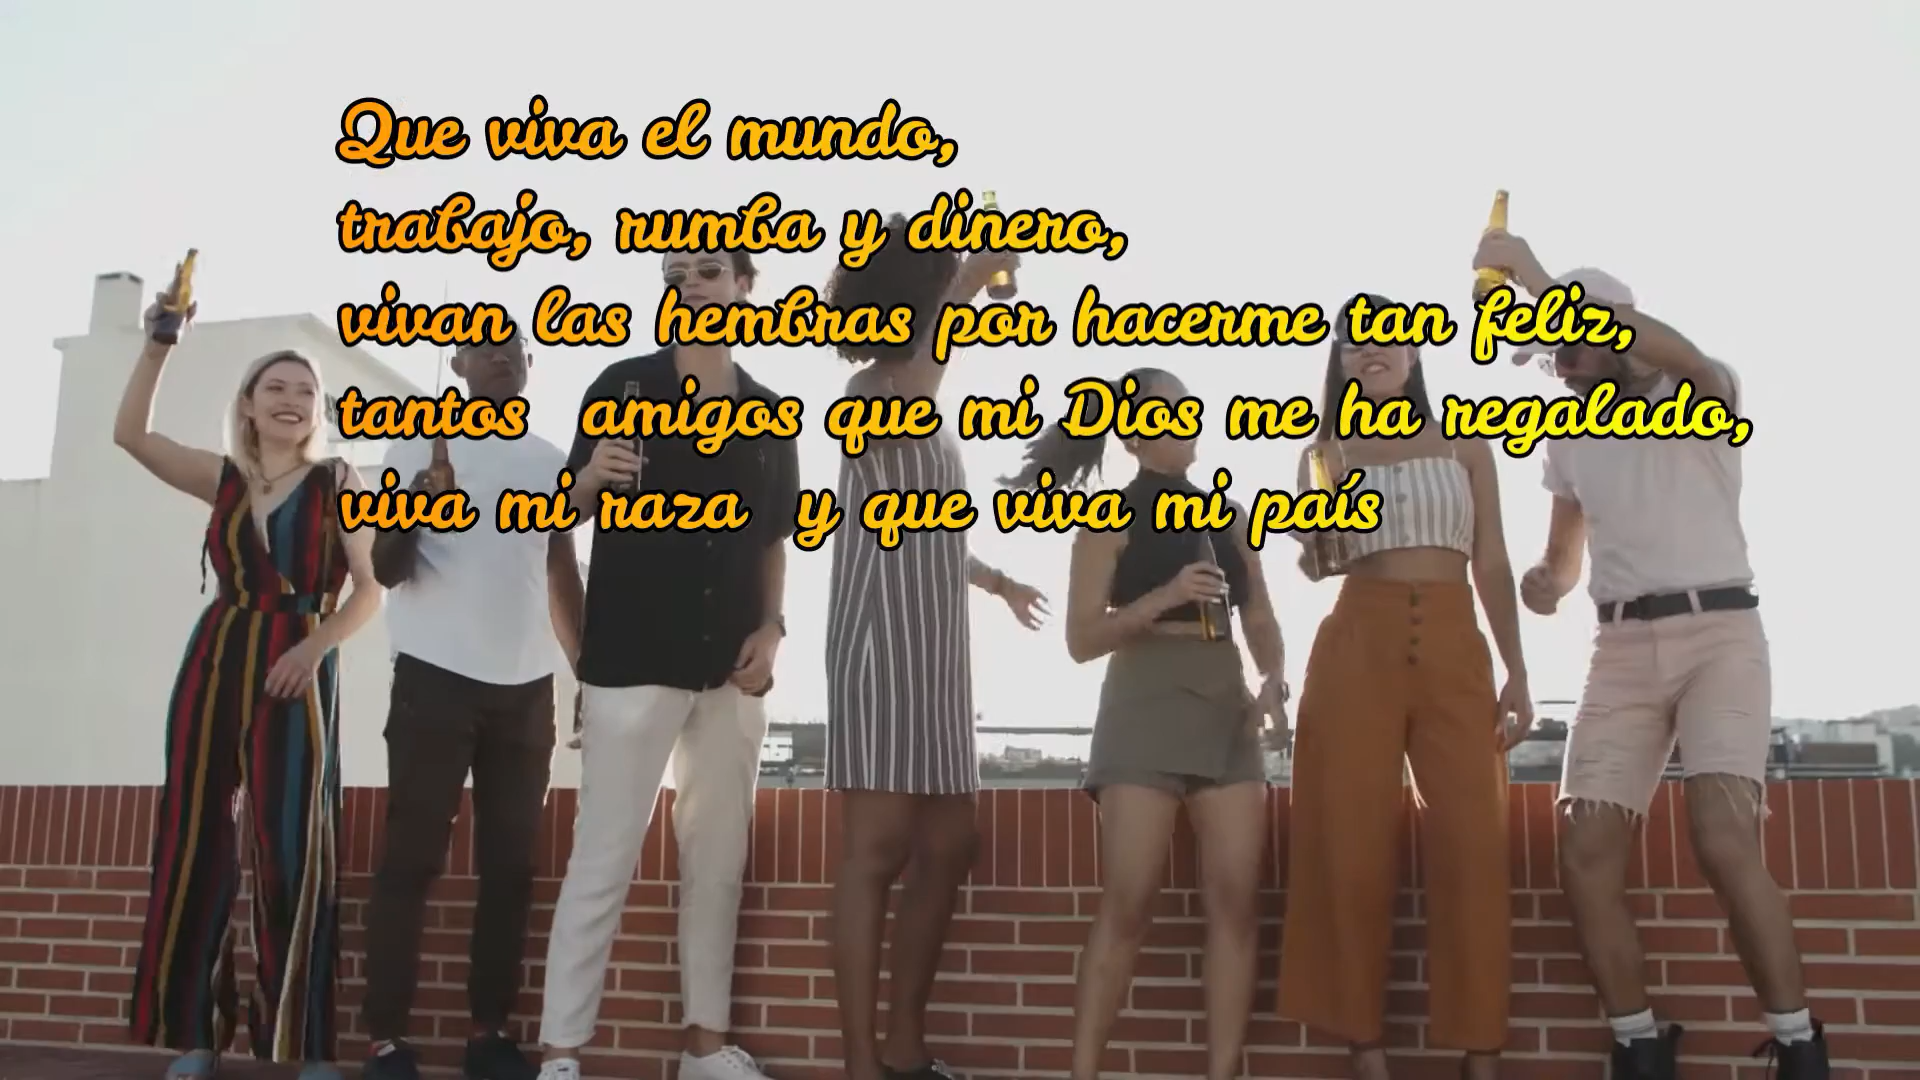 Que viva el mundo,
trabajo, rumba y dinero,
vivan las hembras por hacerme tan feliz,
tantos  amigos que mi Dios me ha regalado,
viva mi raza  y que viva mi país